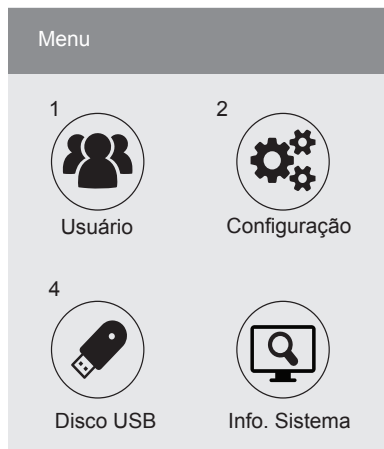 Menu
1
2
Usuário
Configuração
4
Disco USB
Info. Sistema